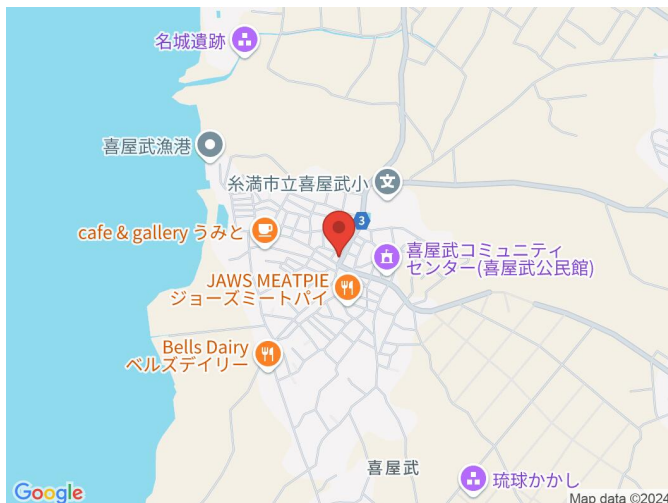 名城遺跡
喜屋武漁港
糸満市立喜屋武小
文
3
cafe & gallery うみと
喜屋武コミュニティ
センター(喜屋武公民館)
JAWS MEATPIE
ジョーズミートパイ
Bells Dairy
ベルズデイリー
喜屋武
琉球かかし
Google
Map data ©2024